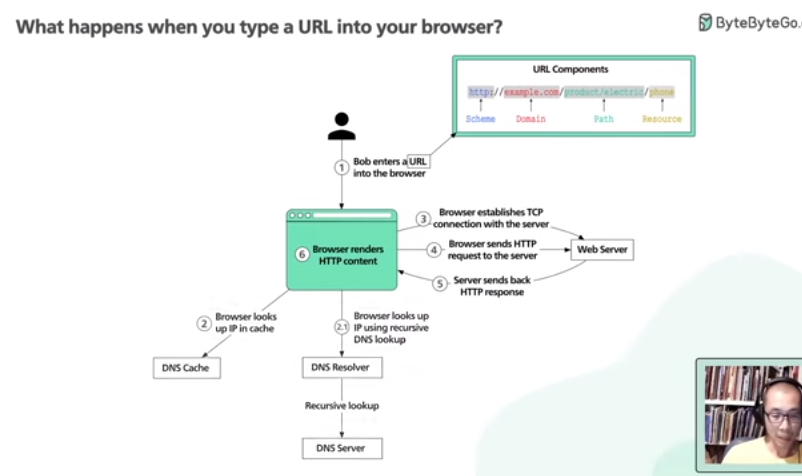 What happens when you type a URL into your browser?
ByteByteGo.
URL Components
http://example.com/product/electric/phone
Scheme Domain Path Resource
1 Bob enters a URL
into the browser
3 Browser establishes TCP
connection with the server
4 Browser sends HTTP
request to the server
Web Server
6 Browser renders
HTTP content
5 Server sends back
HTTP response
2 Browser looks
up IP in cache
2.1 Browser looks up
IP using recursive
DNS lookup
DNS Cache
DNS Resolver
Recursive lookup
DNS Server